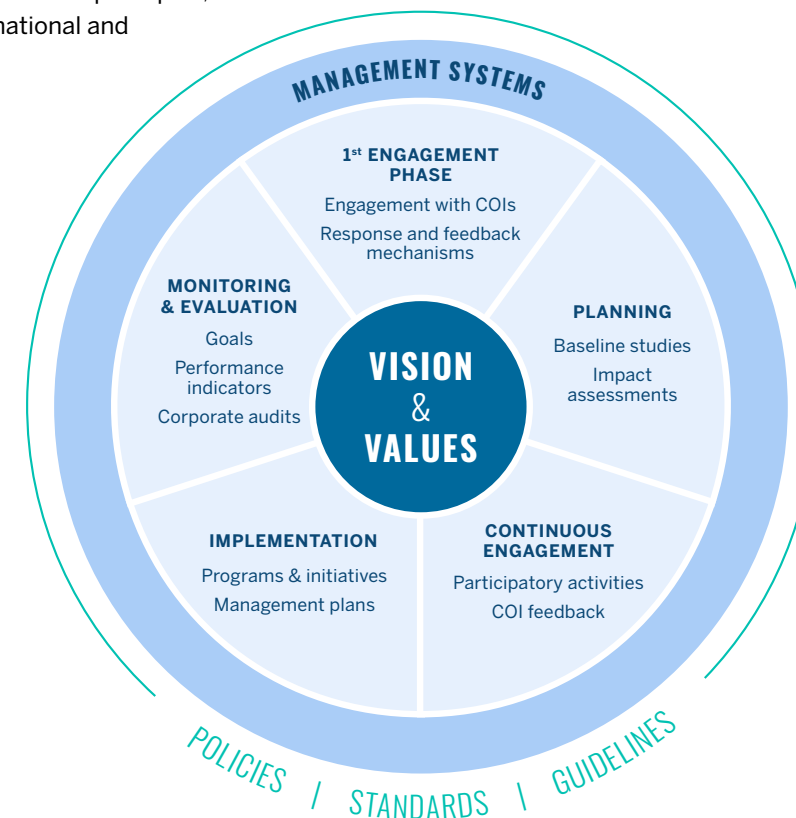 national and
MANAGEMENT SYSTEMS
1st ENGAGEMENT
PHASE
Engagement with COIs
Response and feedback
mechanisms
PLANNING
Baseline studies
Impact
assessments
CONTINUOUS
ENGAGEMENT
Participatory activities
COI feedback
IMPLEMENTATION
Programs & initiatives
Management plans
MONITORING
& EVALUATION
Goals
Performance
indicators
Corporate audits
VISION
&
VALUES
POLICIES | STANDARDS | GUIDELINES